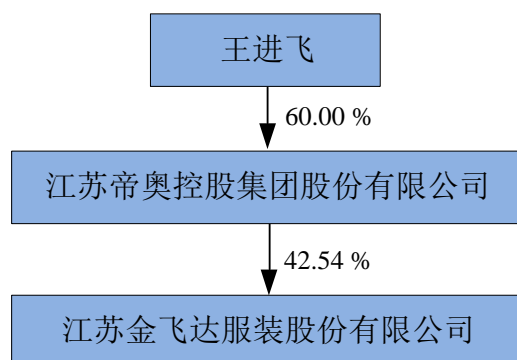 王进飞
60.00 %
江苏帝奥控股集团股份有限公司
42.54 %
江苏金飞达服装股份有限公司